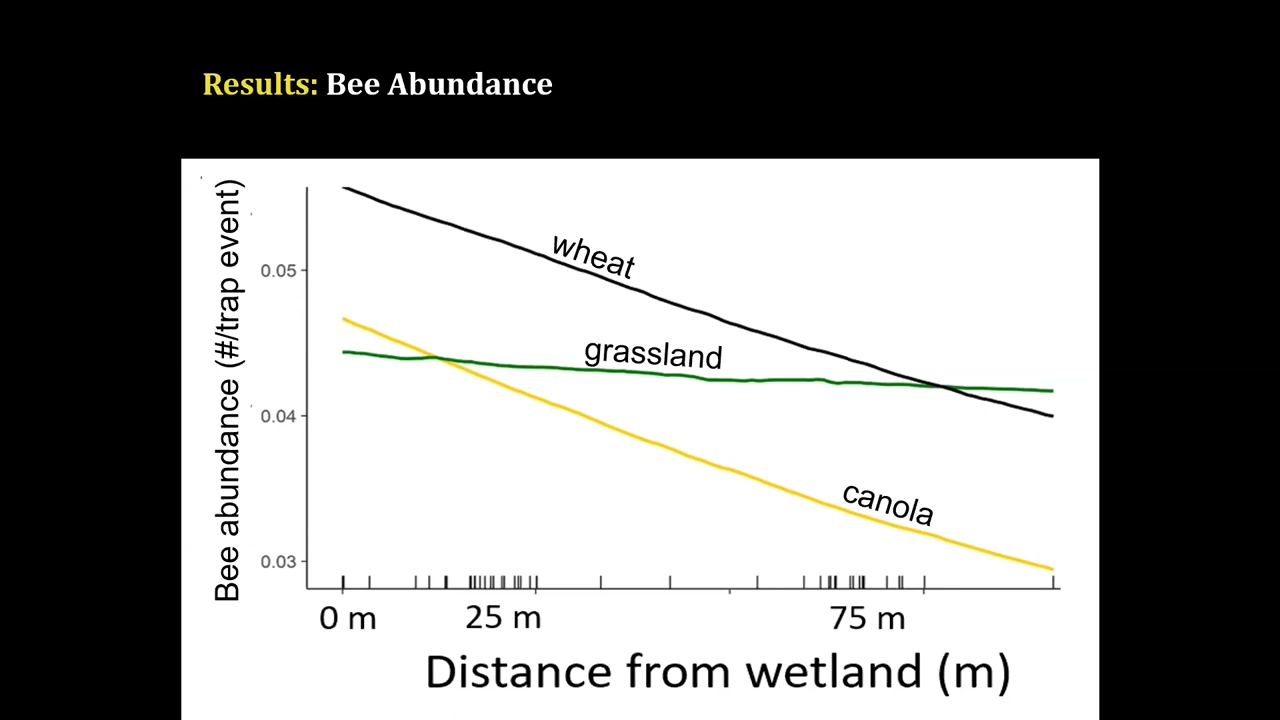 Results: Bee Abundance
Bee abundance (#/trap event)
0.05
0.04
0.03
wheat
grassland
canola
0 m
25 m
75 m
Distance from wetland (m)